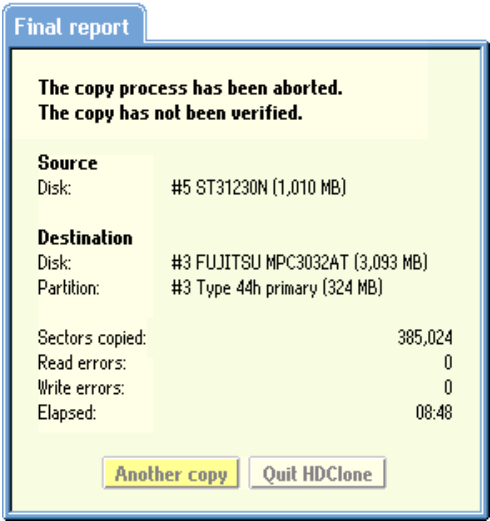 Final report
The copy process has been aborted.
The copy has not been verified.
Source
Disk: #5 ST31230N (1,010 MB)
Destination
Disk: #3 FUJITSU MPC3032AT (3,093 MB)
Partition: #3 Type 44h primary (324 MB)
Sectors copied: 385,024
Read errors: 0
Write errors: 0
Elapsed: 08:48
Another copy Quit HDClone